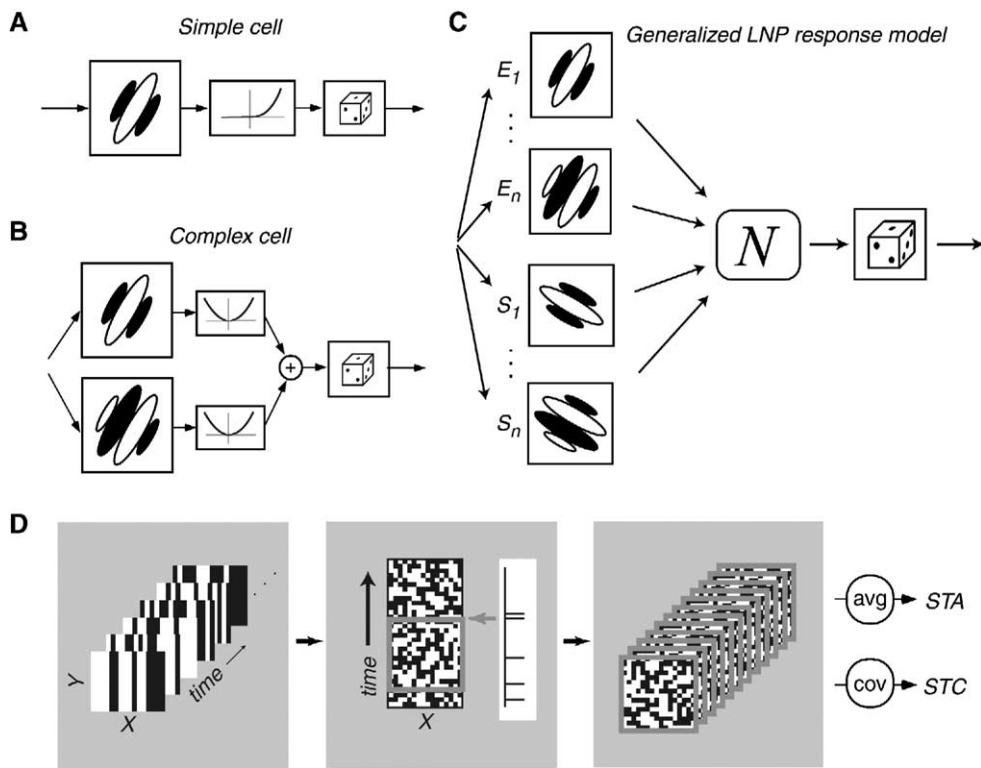 A
Simple cell
B
Complex cell
+
C
Generalized LNP response model
E1
En
S1
Sn
N
D
Y
X
time
time
X
avg
STA
cov
STC